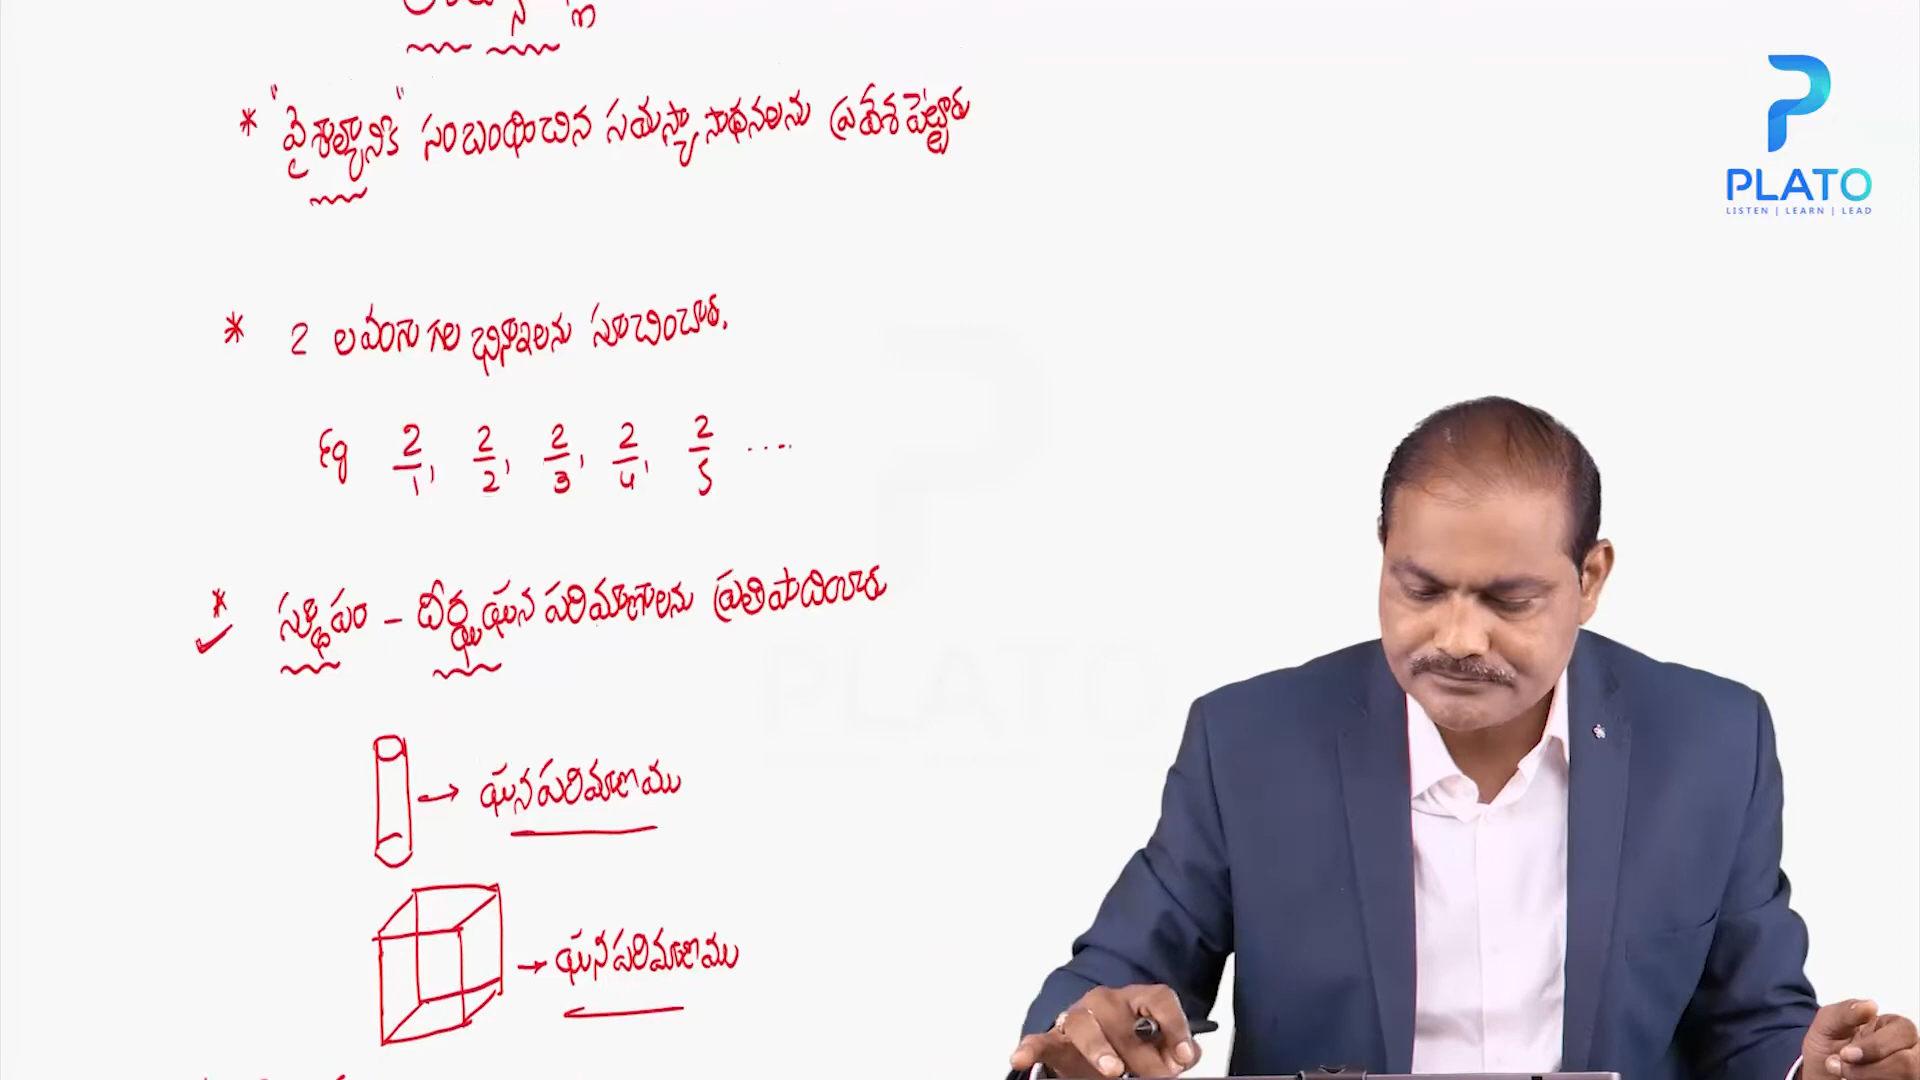 * "వైశాల్యానికి" సంబంధించిన సమస్యా సాధనలను ప్రవేశపెట్టారు
* 2 లవంగా గల భిన్నాలను సూచించారు.
Eg 2/1, 2/2, 2/3, 2/4, 2/5 ....
* స్థూపం - దీర్ఘఘన పరిమాణాలను ప్రతిపాదించారు
→ ఘనపరిమాణము
→ ఘనపరిమాణము
PLATO
LISTEN | LEARN | LEAD
PLATO